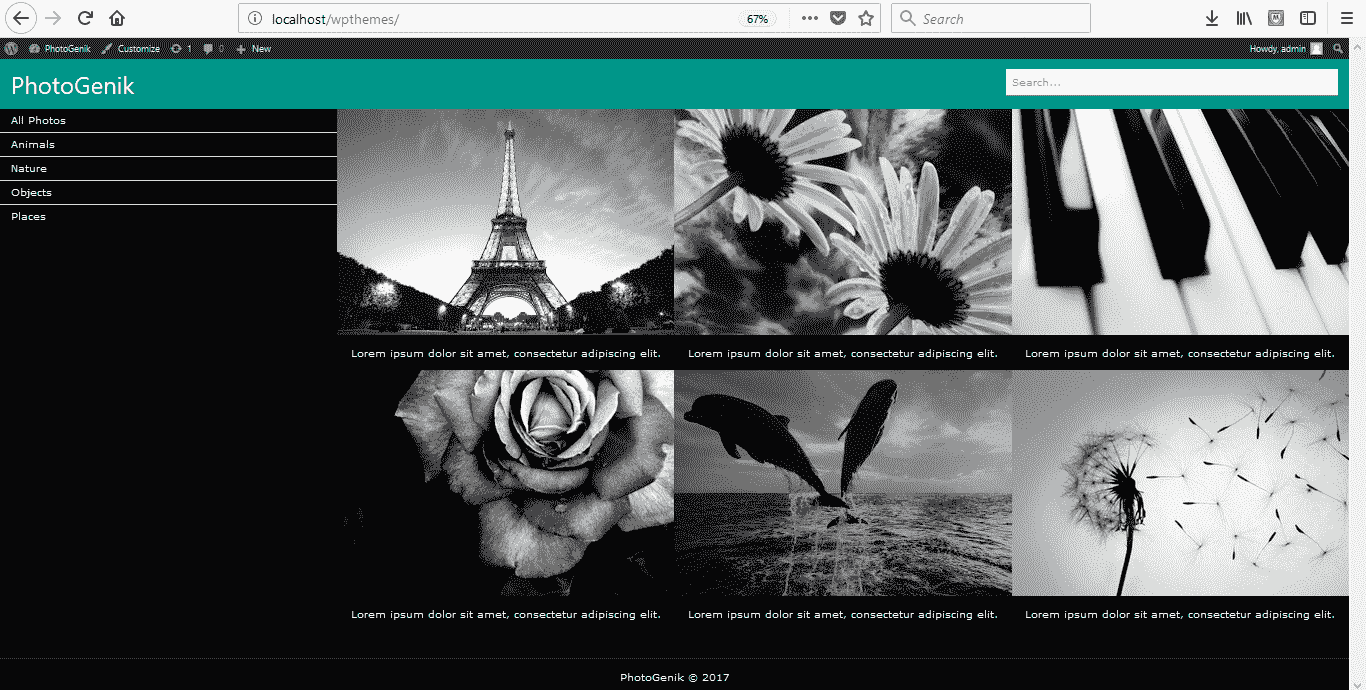 localhost/wpthemes/
67%
Search
PhotoGenik Customize 1 0 New Howdy, admin
PhotoGenik
Search...
All Photos
Animals
Nature
Objects
Places
Lorem ipsum dolor sit amet, consectetur adipiscing elit. Lorem ipsum dolor sit amet, consectetur adipiscing elit. Lorem ipsum dolor sit amet, consectetur adipiscing elit.
Lorem ipsum dolor sit amet, consectetur adipiscing elit. Lorem ipsum dolor sit amet, consectetur adipiscing elit. Lorem ipsum dolor sit amet, consectetur adipiscing elit.
PhotoGenik © 2017